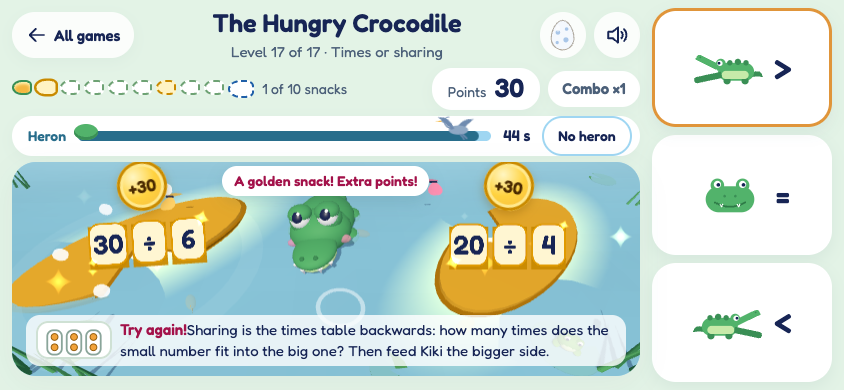 All games
The Hungry Crocodile
Level 17 of 17 · Times or sharing
1 of 10 snacks
Points 30
Combo ×1
Heron
44 s
No heron
+30
A golden snack! Extra points!
+30
30 ÷ 6
20 ÷ 4
Try again!Sharing is the times table backwards: how many times does the
small number fit into the big one? Then feed Kiki the bigger side.
>
=
<